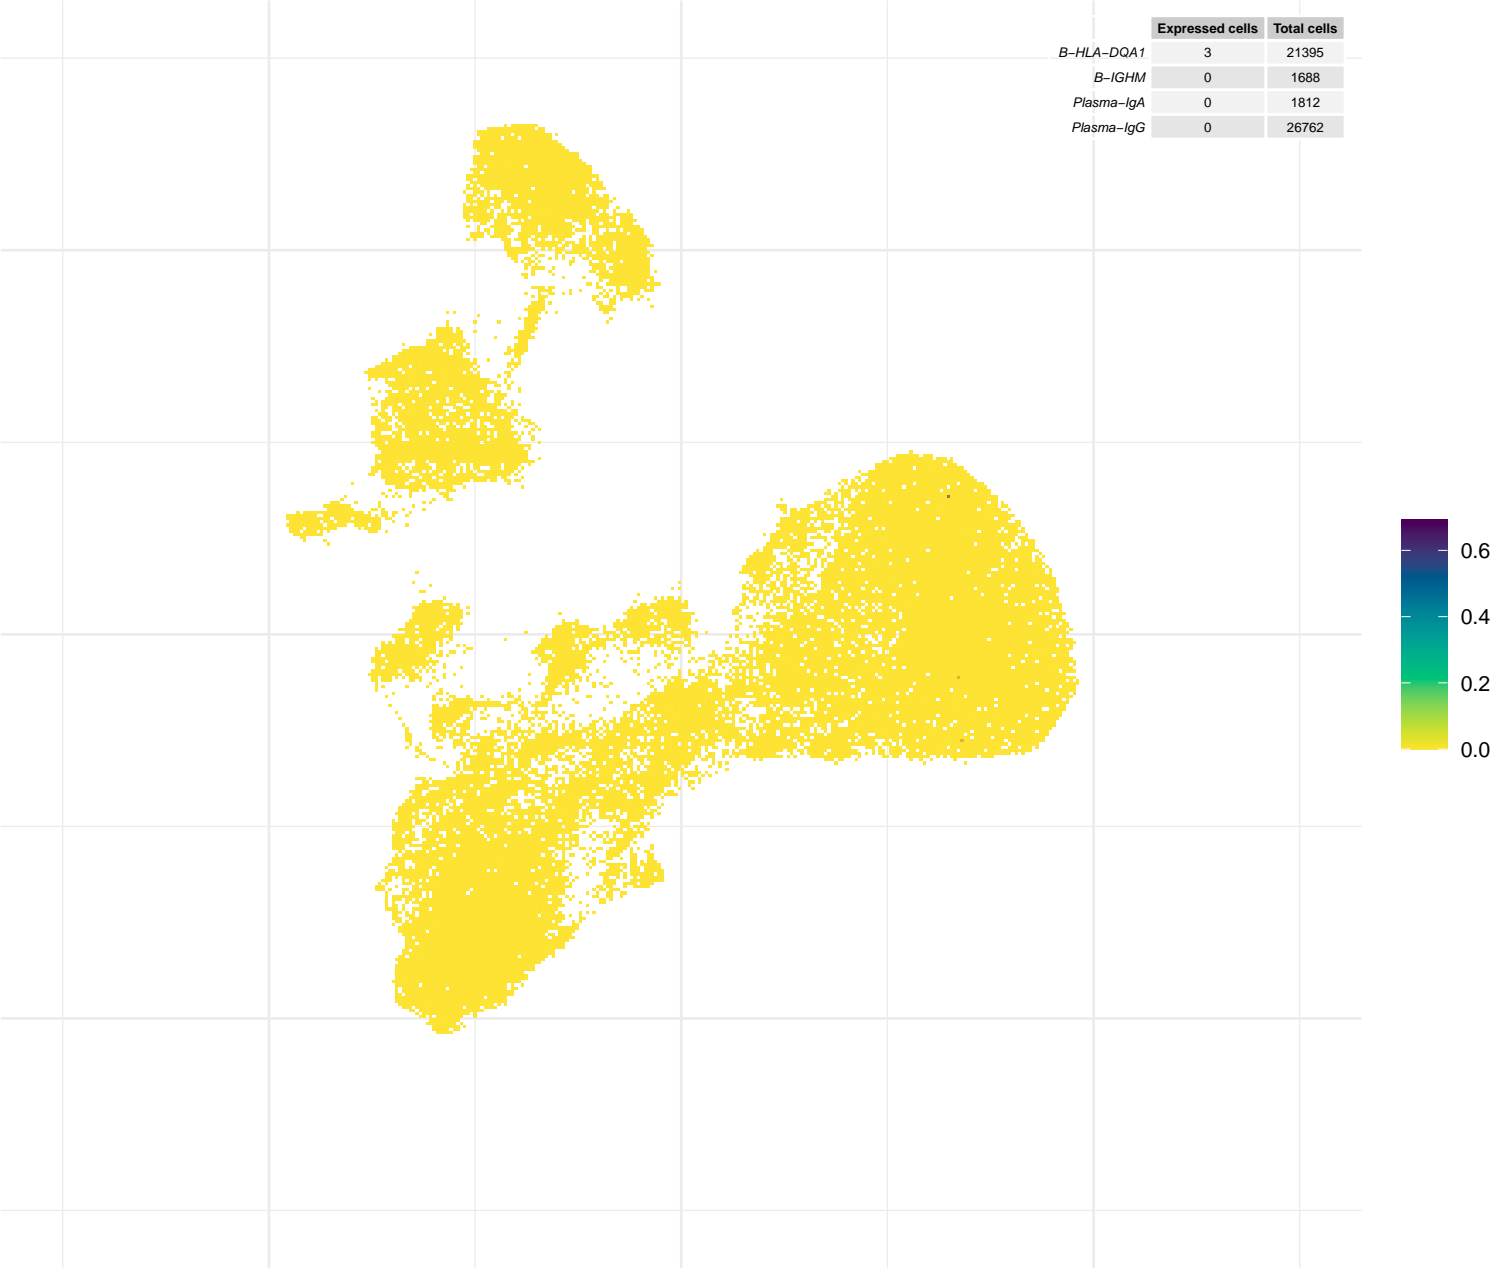 Expressed cells Total cells
B−HLA−DQA1 3 21395
B−IGHM 0 1688
Plasma−IgA 0 1812
Plasma−IgG 0 26762
0.6
0.4
0.2
0.0